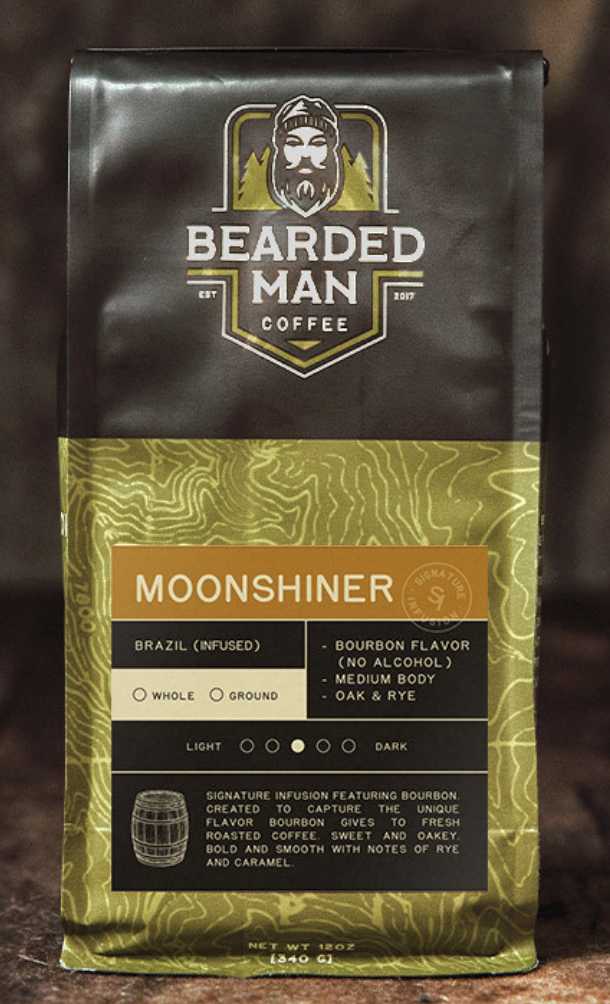 BEARDED
MAN
EST
2017
COFFEE
MOONSHINER
SIGNATURE
INFUSION
SI
BRAZIL (INFUSED)
- BOURBON FLAVOR
(NO ALCOHOL)
- MEDIUM BODY
- OAK & RYE
WHOLE
GROUND
LIGHT
DARK
SIGNATURE INFUSION FEATURING BOURBON.
CREATED TO CAPTURE THE UNIQUE
FLAVOR BOURBON GIVES TO FRESH
ROASTED COFFEE. SWEET AND OAKEY.
BOLD AND SMOOTH WITH NOTES OF RYE
AND CARAMEL.
7800
NET WT 12OZ
[340 G]